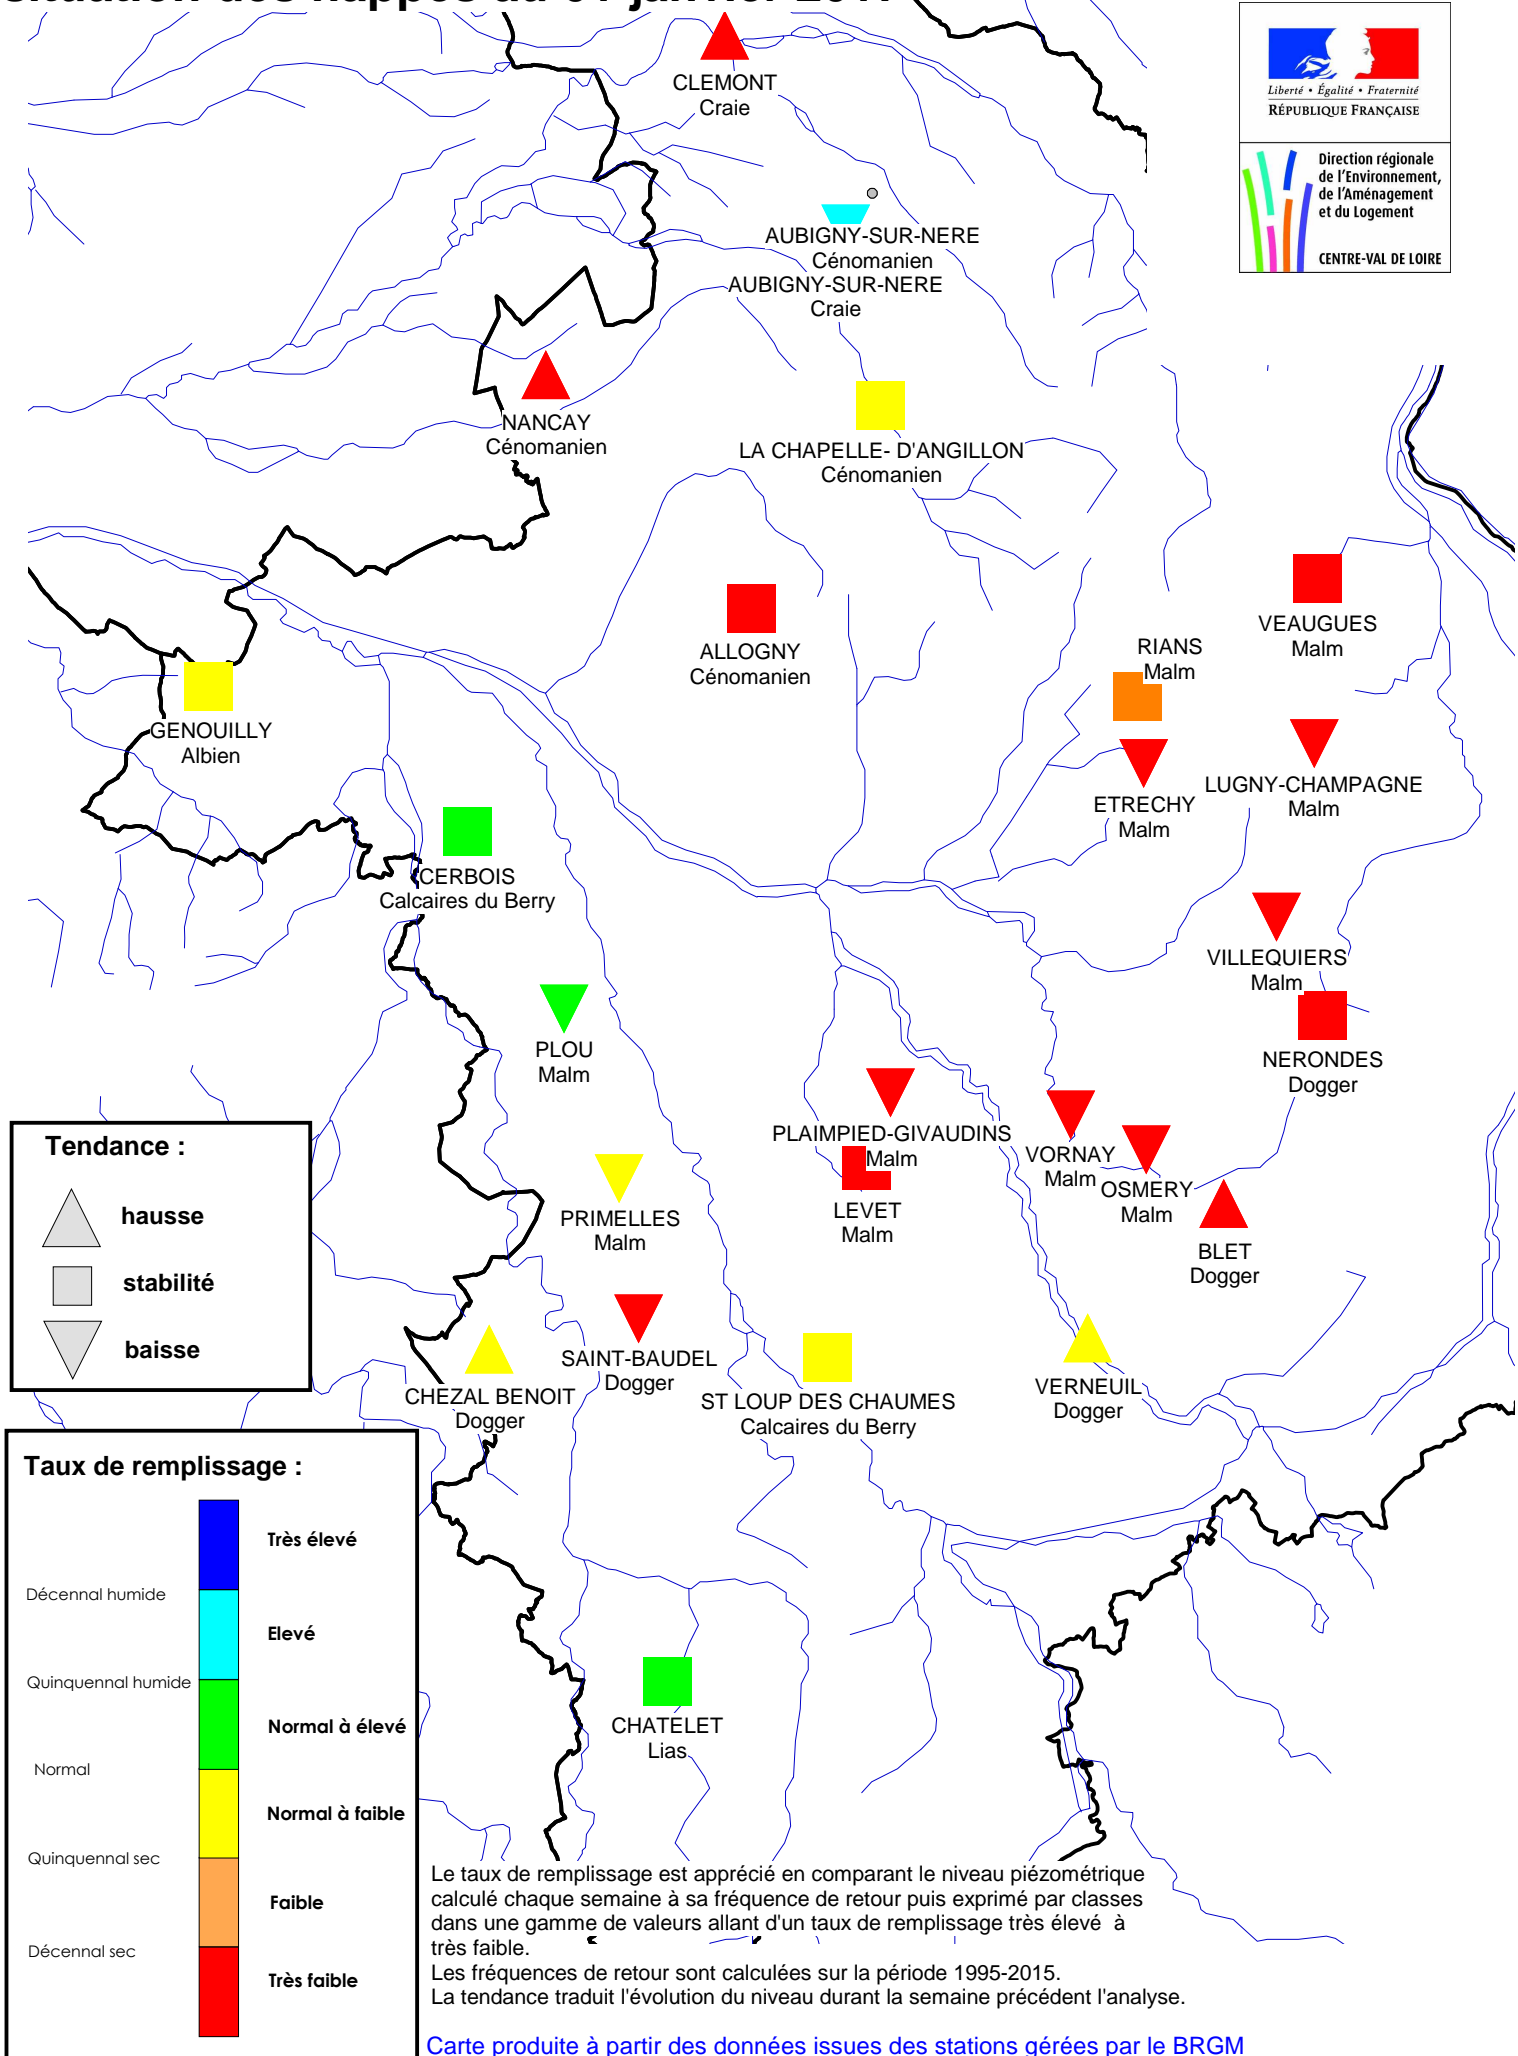 Liberté • Égalité • Fraternité
RÉPUBLIQUE FRANÇAISE
Direction régionale
de l'Environnement,
de l'Aménagement
et du Logement
CENTRE-VAL DE LOIRE
CLEMONT
Craie
AUBIGNY-SUR-NERE
Cénomanien
AUBIGNY-SUR-NERE
Craie
NANCAY
Cénomanien
LA CHAPELLE- D'ANGILLON
Cénomanien
VEAUGUES
Malm
ALLOGNY
Cénomanien
RIANS
Malm
GENOUILLY
Albien
LUGNY-CHAMPAGNE
Malm
ETRECHY
Malm
CERBOIS
Calcaires du Berry
VILLEQUIERS
Malm
PLOU
Malm
NERONDES
Dogger
PLAIMPIED-GIVAUDINS
Malm
VORNAY
Malm
OSMERY
Malm
LEVET
Malm
PRIMELLES
Malm
BLET
Dogger
SAINT-BAUDEL
Dogger
CHEZAL BENOIT
Dogger
ST LOUP DES CHAUMES
Calcaires du Berry
VERNEUIL
Dogger
CHATELET
Lias
Tendance :
hausse
stabilité
baisse
Taux de remplissage :
Très élevé
Décennal humide
Elevé
Quinquennal humide
Normal à élevé
Normal
Normal à faible
Quinquennal sec
Faible
Décennal sec
Très faible
Le taux de remplissage est apprécié en comparant le niveau piézométrique
calculé chaque semaine à sa fréquence de retour puis exprimé par classes
dans une gamme de valeurs allant d'un taux de remplissage très élevé à
très faible.
Les fréquences de retour sont calculées sur la période 1995-2015.
La tendance traduit l'évolution du niveau durant la semaine précédent l'analyse.
Carte produite à partir des données issues des stations gérées par le BRGM